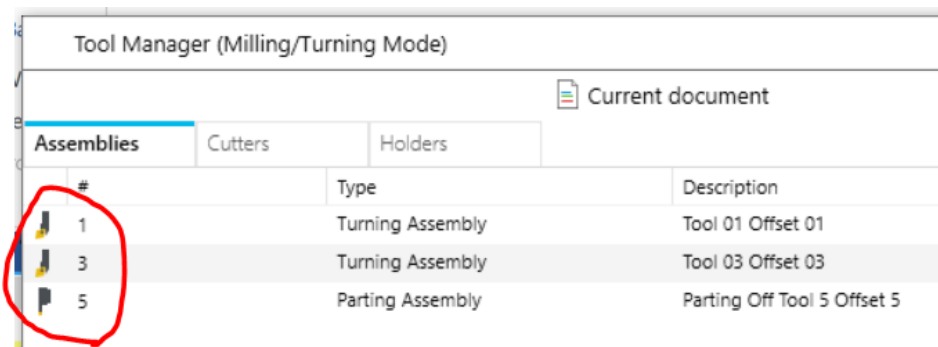 Tool Manager (Milling/Turning Mode)
Current document
Assemblies Cutters Holders
# Type Description
1 Turning Assembly Tool 01 Offset 01
3 Turning Assembly Tool 03 Offset 03
5 Parting Assembly Parting Off Tool 5 Offset 5